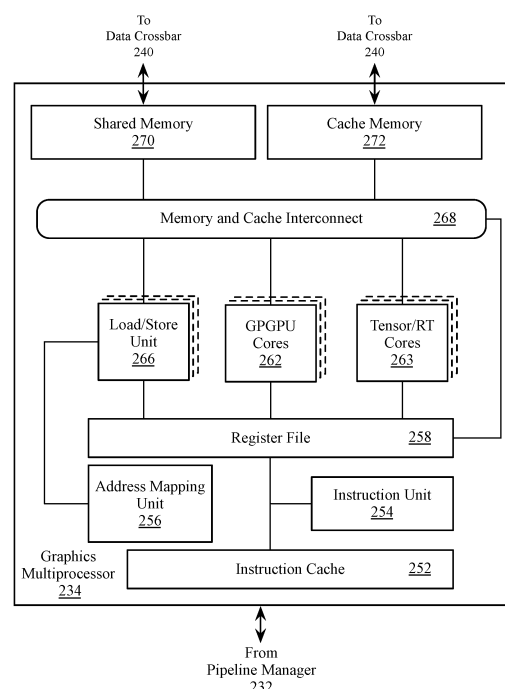 To
Data Crossbar
240
To
Data Crossbar
240
Shared Memory
270
Cache Memory
272
Memory and Cache Interconnect 268
Load/Store
Unit
266
GPGPU
Cores
262
Tensor/RT
Cores
263
Register File 258
Address Mapping
Unit
256
Instruction Unit
254
Graphics
Multiprocessor
234
Instruction Cache 252
From
Pipeline Manager
232